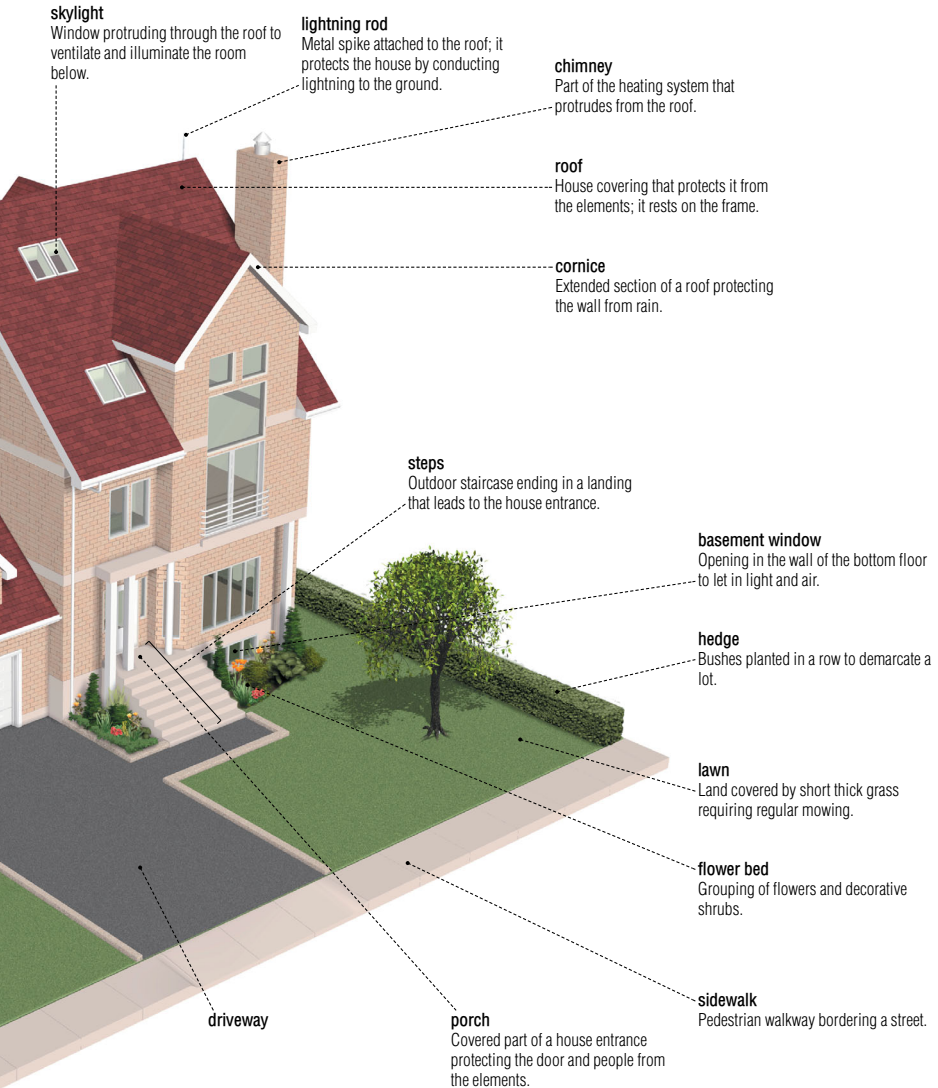 skylight
Window protruding through the roof to
ventilate and illuminate the room
below.
lightning rod
Metal spike attached to the roof; it
protects the house by conducting
lightning to the ground.
chimney
Part of the heating system that
protrudes from the roof.
roof
House covering that protects it from
the elements; it rests on the frame.
cornice
Extended section of a roof protecting
the wall from rain.
steps
Outdoor staircase ending in a landing
that leads to the house entrance.
basement window
Opening in the wall of the bottom floor
to let in light and air.
hedge
Bushes planted in a row to demarcate a
lot.
lawn
Land covered by short thick grass
requiring regular mowing.
flower bed
Grouping of flowers and decorative
shrubs.
sidewalk
Pedestrian walkway bordering a street.
driveway
porch
Covered part of a house entrance
protecting the door and people from
the elements.